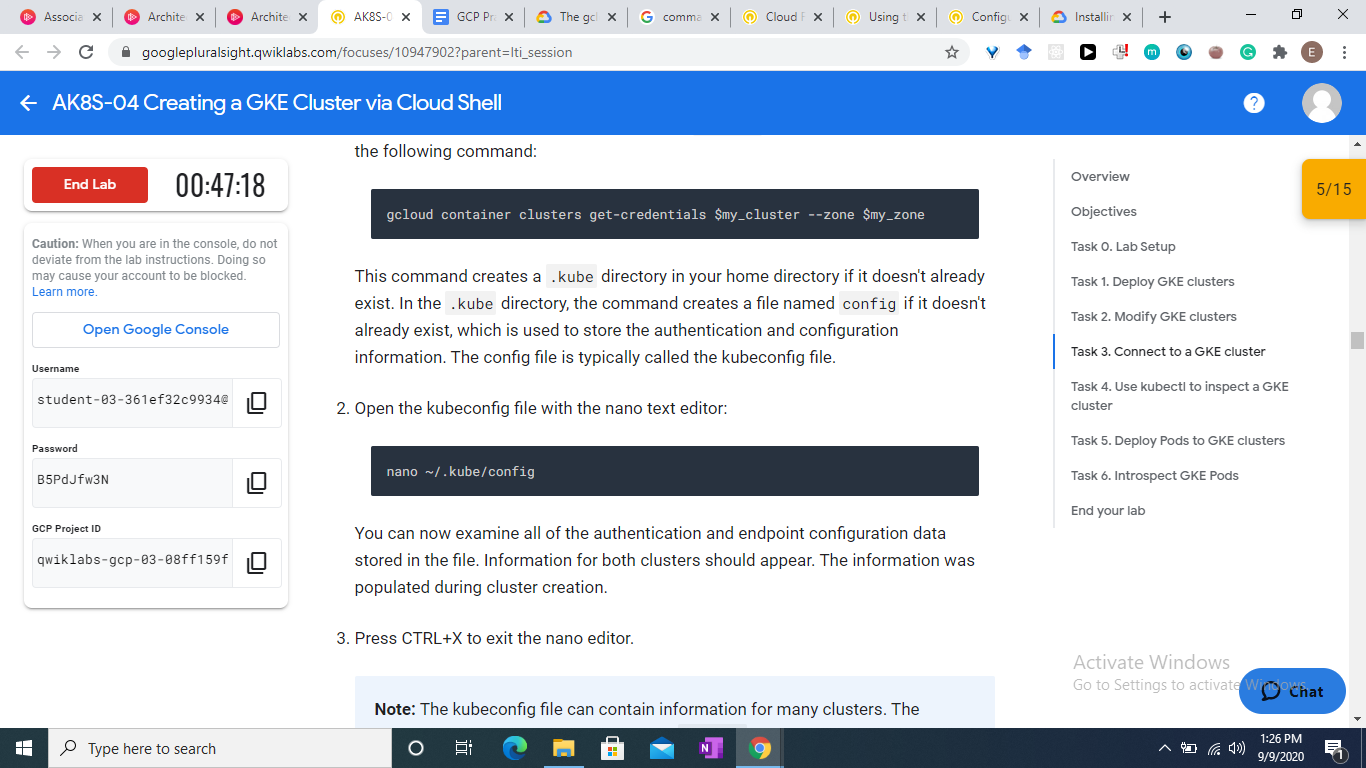 Associa
Archite
Archite
AK8S-0
GCP Pr
The gcl
comma
Cloud F
Using t
Configu
Installin
googlepluralsight.qwiklabs.com/focuses/10947902?parent=lti_session
E
AK8S-04 Creating a GKE Cluster via Cloud Shell
End Lab
00:47:18
Caution: When you are in the console, do not
deviate from the lab instructions. Doing so
may cause your account to be blocked.
Learn more.
Open Google Console
Username
student-03-361ef32c9934@
Password
B5PdJfw3N
GCP Project ID
qwiklabs-gcp-03-08ff159f
the following command:
gcloud container clusters get-credentials $my_cluster --zone $my_zone
This command creates a .kube directory in your home directory if it doesn't already
exist. In the .kube directory, the command creates a file named config if it doesn't
already exist, which is used to store the authentication and configuration
information. The config file is typically called the kubeconfig file.
2. Open the kubeconfig file with the nano text editor:
nano ~/.kube/config
You can now examine all of the authentication and endpoint configuration data
stored in the file. Information for both clusters should appear. The information was
populated during cluster creation.
3. Press CTRL+X to exit the nano editor.
Note: The kubeconfig file can contain information for many clusters. The
Overview
Objectives
Task 0. Lab Setup
Task 1. Deploy GKE clusters
Task 2. Modify GKE clusters
Task 3. Connect to a GKE cluster
Task 4. Use kubectl to inspect a GKE
cluster
Task 5. Deploy Pods to GKE clusters
Task 6. Introspect GKE Pods
End your lab
5/15
Activate Windows
Go to Settings to activate Windows.
Chat
Type here to search
1:26 PM
9/9/2020
1